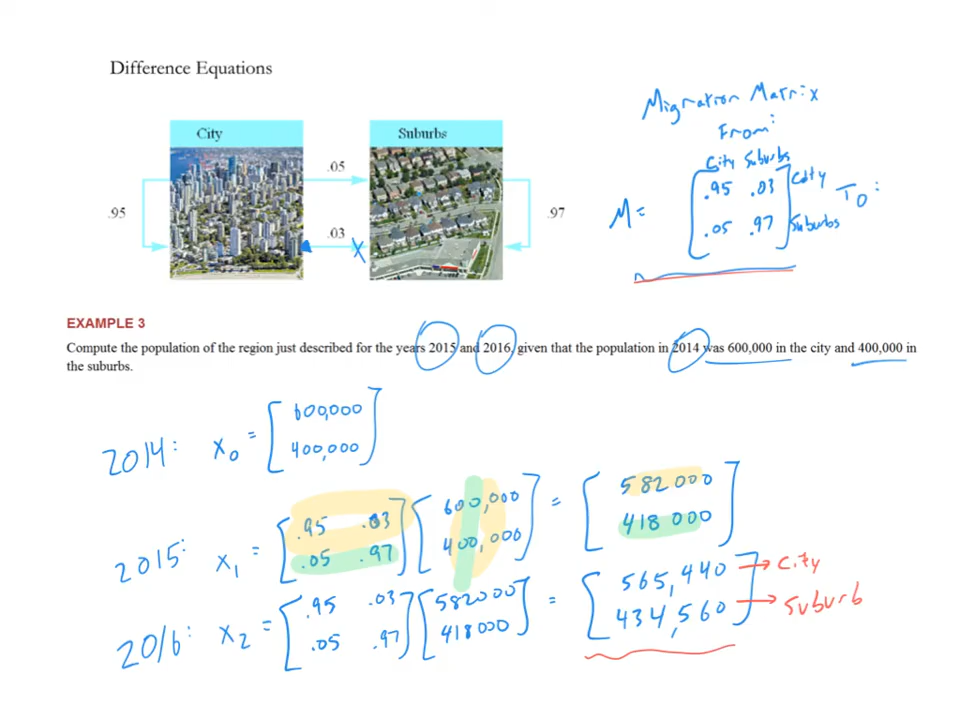 Difference Equations
Migration Matrix
From:
City Suburbs
M = [.95 .03] City
[.05 .97] Suburbs
To:
City
Suburbs
.05
.95
.97
.03
X
EXAMPLE 3
Compute the population of the region just described for the years 2015 and 2016, given that the population in 2014 was 600,000 in the city and 400,000 in
the suburbs.
2014: x₀ = [600,000
400,000]
2015: x₁ = [.95 .03
.05 .97] [600,000
400,000] = [582000
418000]
2016: x₂ = [.95 .03
.05 .97] [582000
418000] = [565,440
434,560]
→ City
→ Suburb